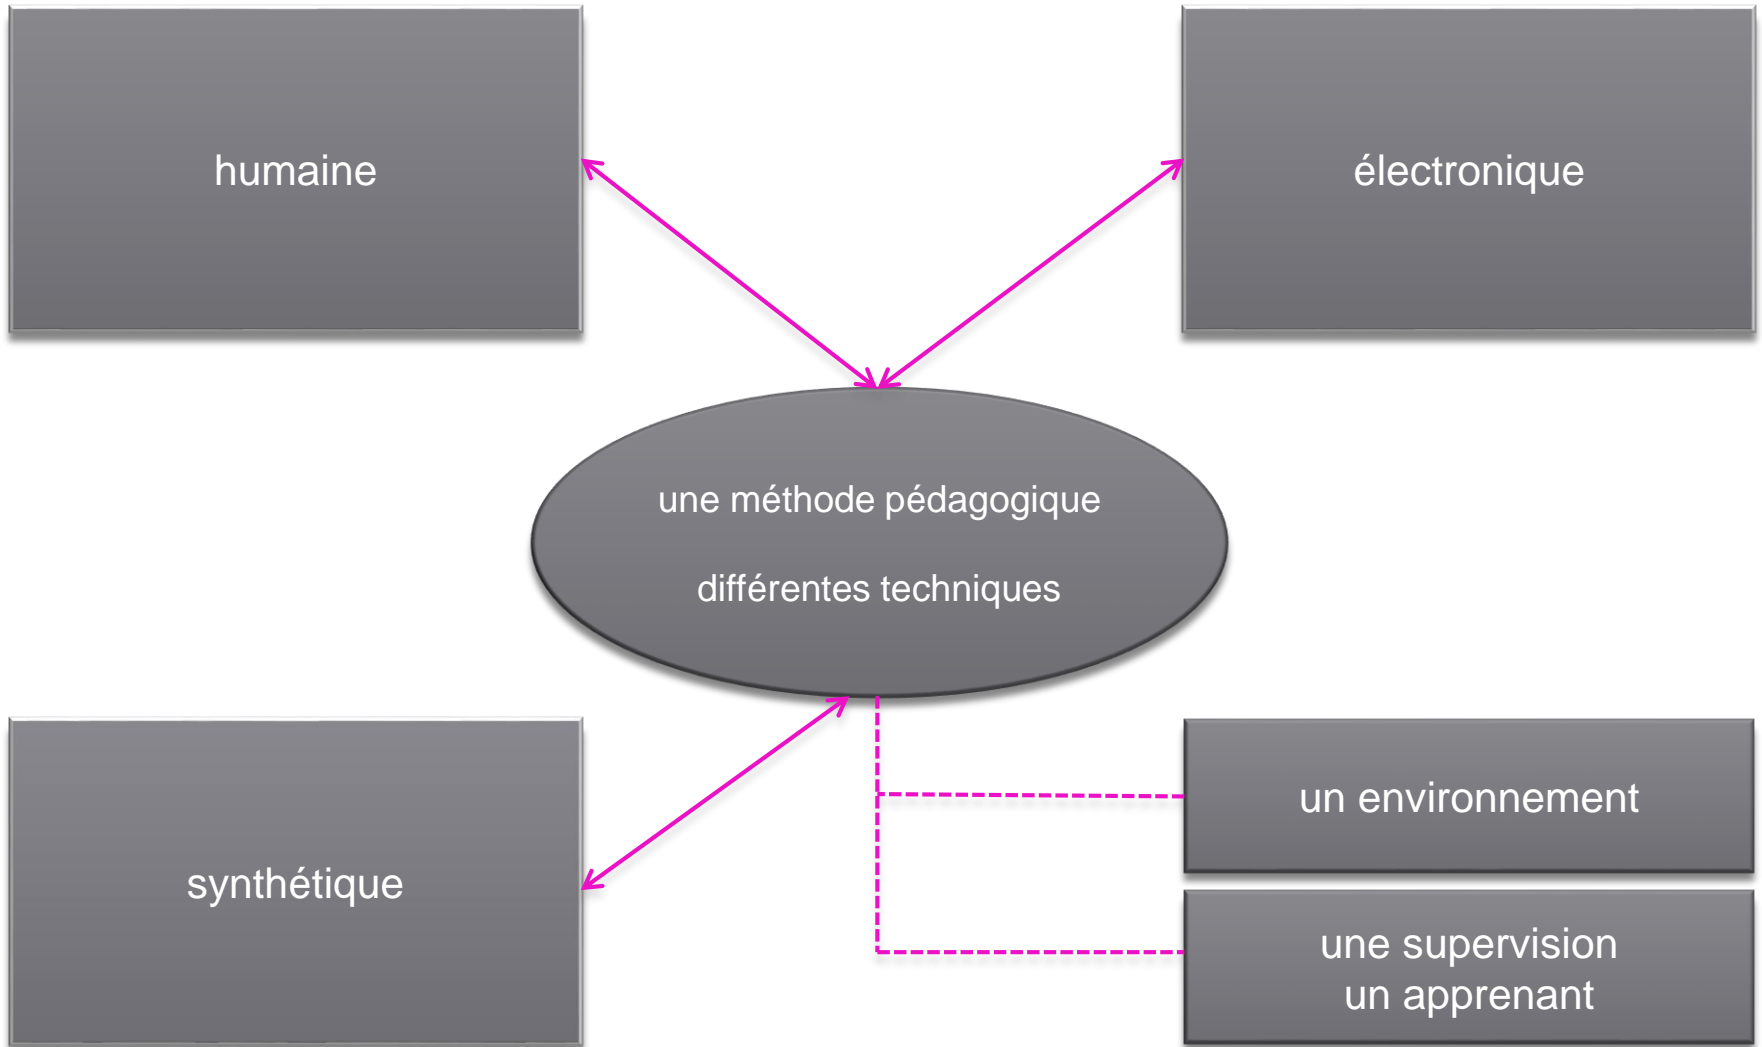 humaine
électronique
une méthode pédagogique
différentes techniques
synthétique
un environnement
une supervision
un apprenant